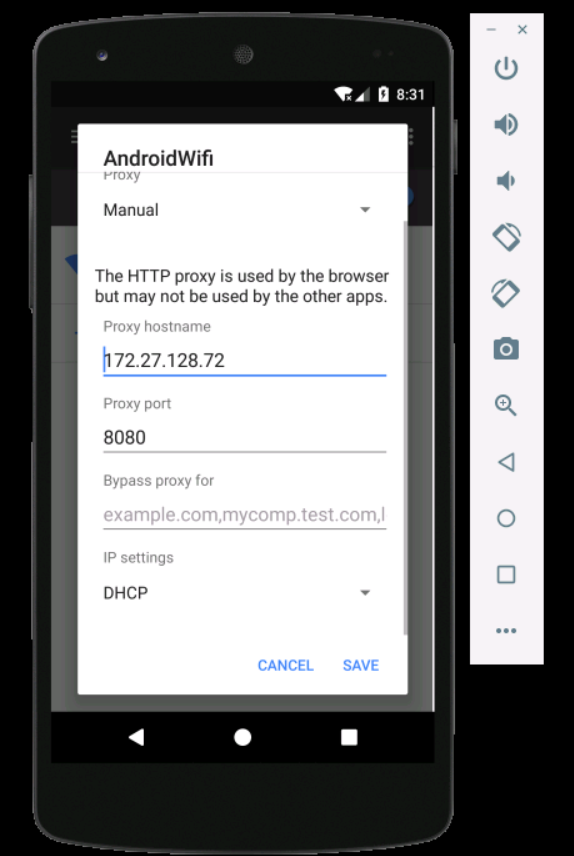 8:31
AndroidWifi
Proxy
Manual
The HTTP proxy is used by the browser
but may not be used by the other apps.
Proxy hostname
172.27.128.72
Proxy port
8080
Bypass proxy for
example.com,mycomp.test.com,l
IP settings
DHCP
CANCEL SAVE